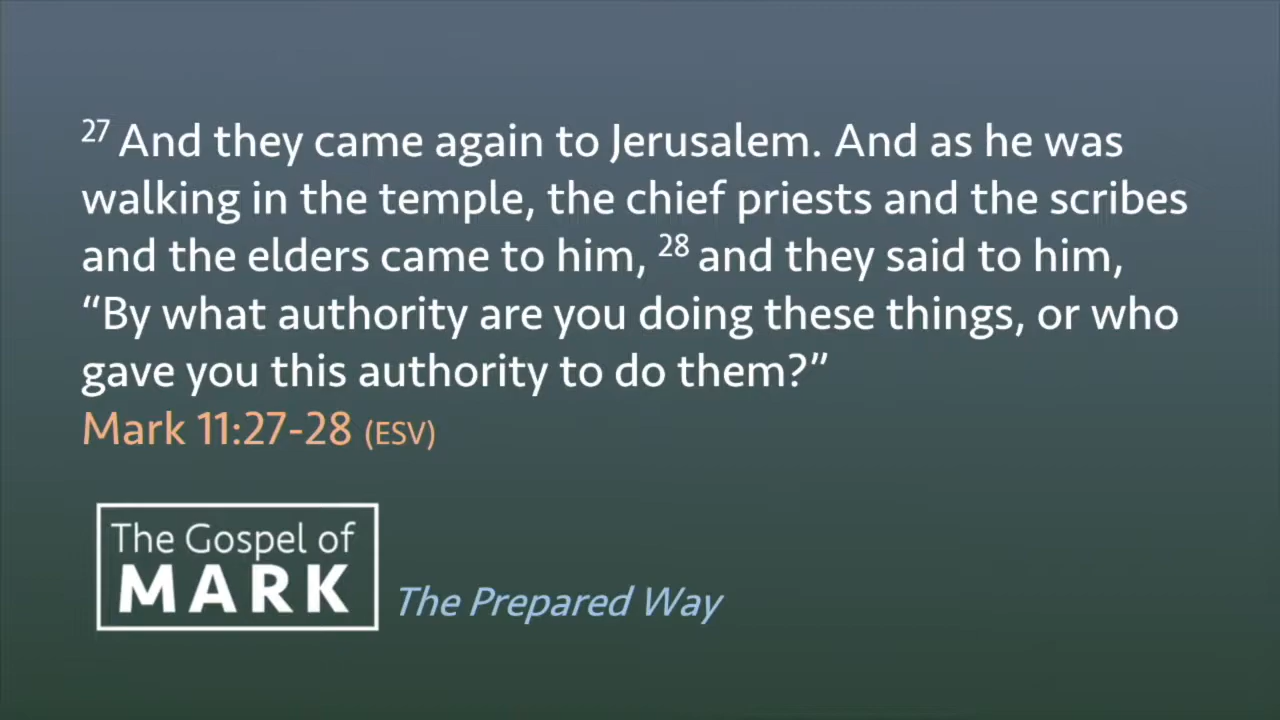 27 And they came again to Jerusalem. And as he was
walking in the temple, the chief priests and the scribes
and the elders came to him, 28 and they said to him,
“By what authority are you doing these things, or who
gave you this authority to do them?”
Mark 11:27-28 (ESV)
The Gospel of
MARK
The Prepared Way